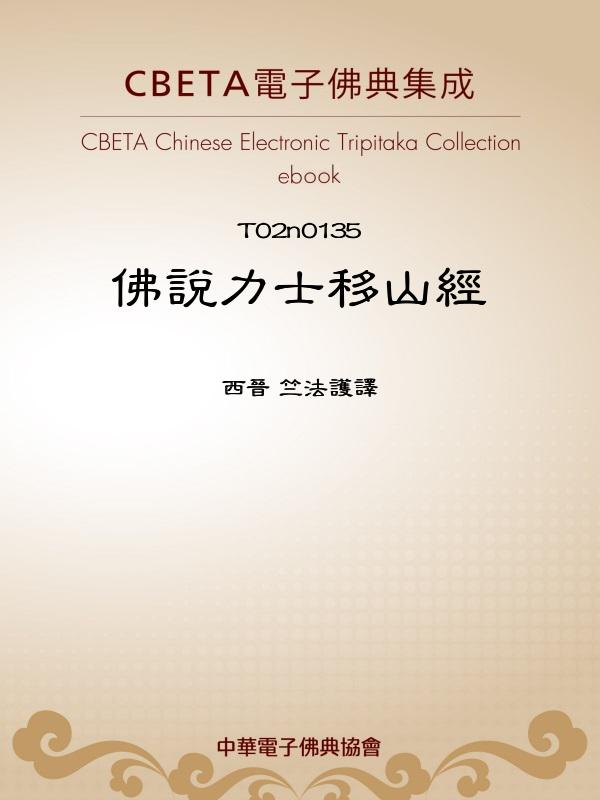 CBETA電子佛典集成
CBETA Chinese Electronic Tripitaka Collection
ebook
T02n0135
佛說力士移山經
西晉 竺法護譯
中華電子佛典協會